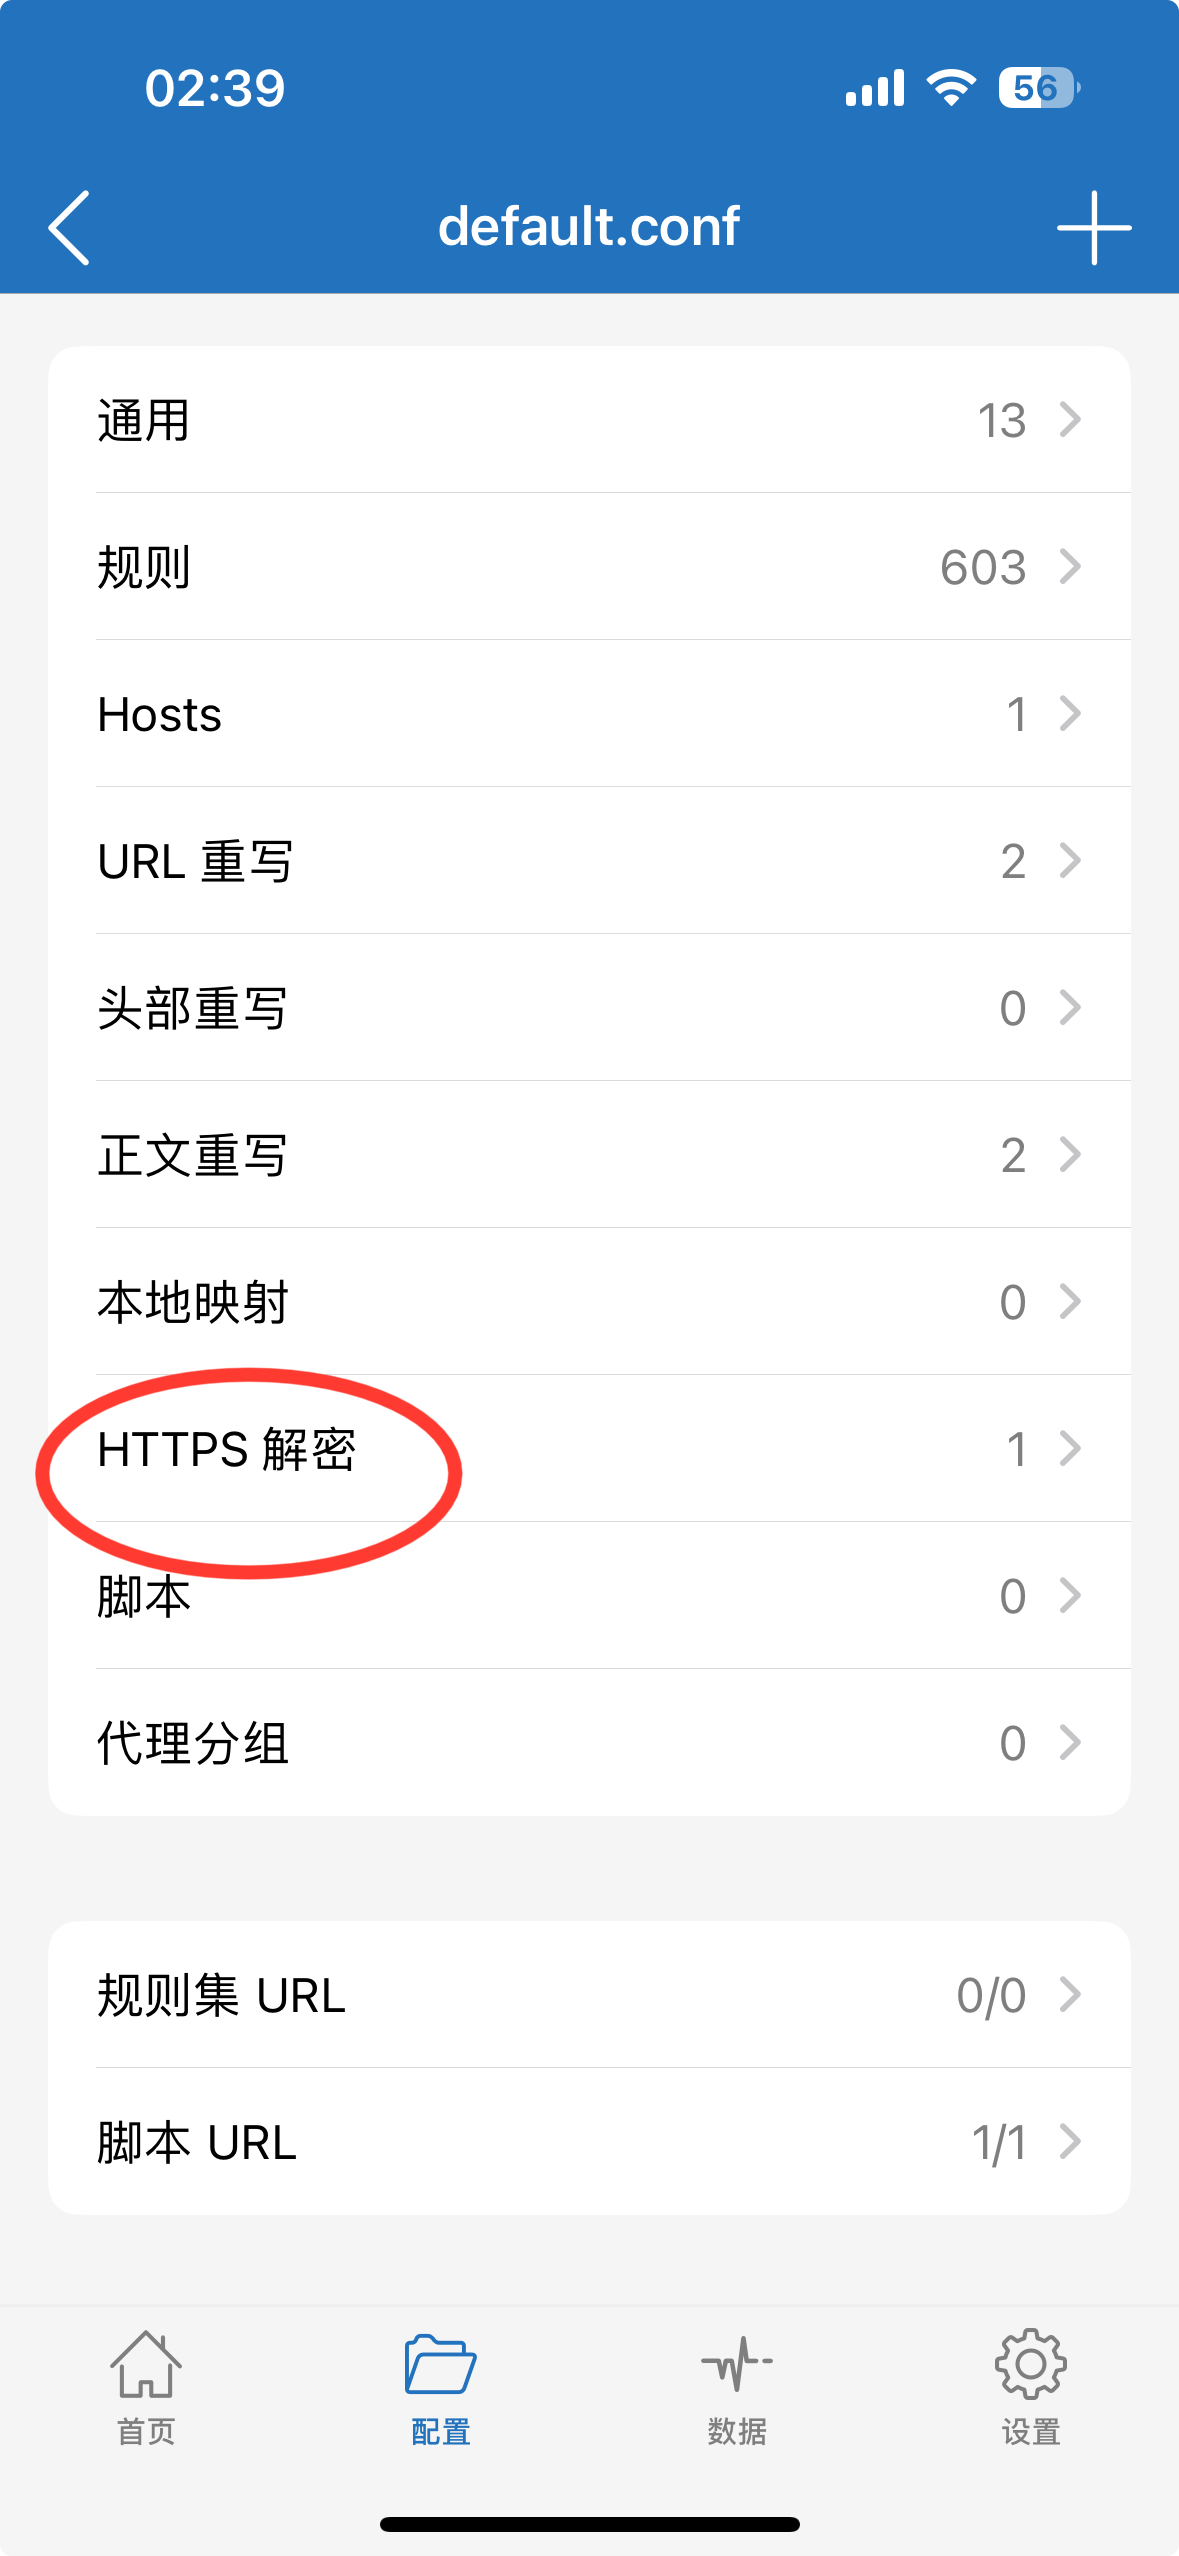 02:39
56
default.conf
通用 13
规则 603
Hosts 1
URL 重写 2
头部重写 0
正文重写 2
本地映射 0
HTTPS 解密 1
脚本 0
代理分组 0
规则集 URL 0/0
脚本 URL 1/1
首页 配置 数据 设置